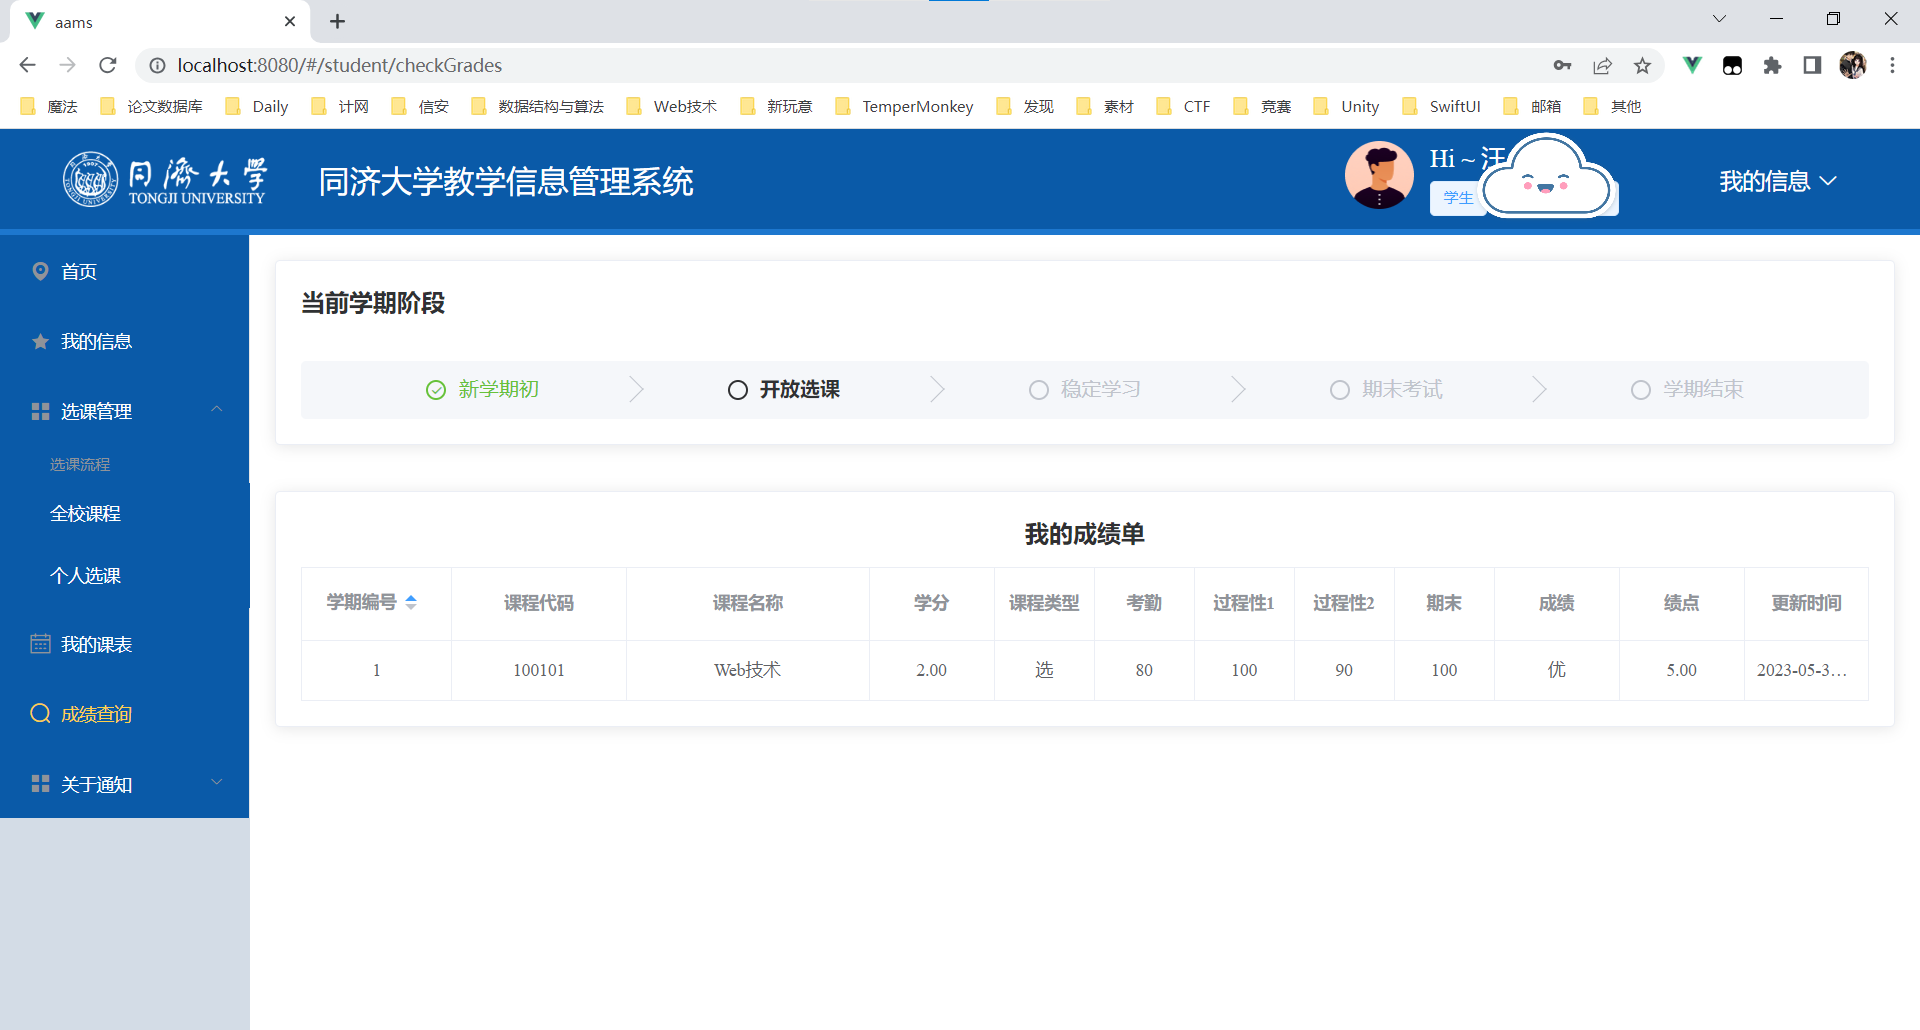 aams
localhost:8080/#/student/checkGrades
魔法 论文数据库 Daily 计网 信安 数据结构与算法 Web技术 新玩意 TemperMonkey 发现 素材 CTF 竞赛 Unity SwiftUI 邮箱 其他
同濟大学
TONGJI UNIVERSITY
同济大学教学信息管理系统
Hi ~ 汪
学生
我的信息
首页
我的信息
选课管理
选课流程
全校课程
个人选课
我的课表
成绩查询
关于通知
当前学期阶段
新学期初 开放选课 稳定学习 期末考试 学期结束
我的成绩单
学期编号 课程代码 课程名称 学分 课程类型 考勤 过程性1 过程性2 期末 成绩 绩点 更新时间
1 100101 Web技术 2.00 选 80 100 90 100 优 5.00 2023-05-3...